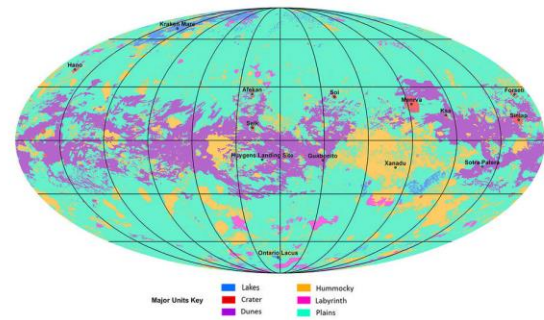 Kraken Mare
Hano
Afekan
Soi
Menrva
Forseti
Ksa
Sinlap
Selk
Huygens Landing Site
Guabonito
Xanadu
Sotra Patera
Ontario Lacus
Major Units Key
Lakes
Hummocky
Crater
Labyrinth
Dunes
Plains